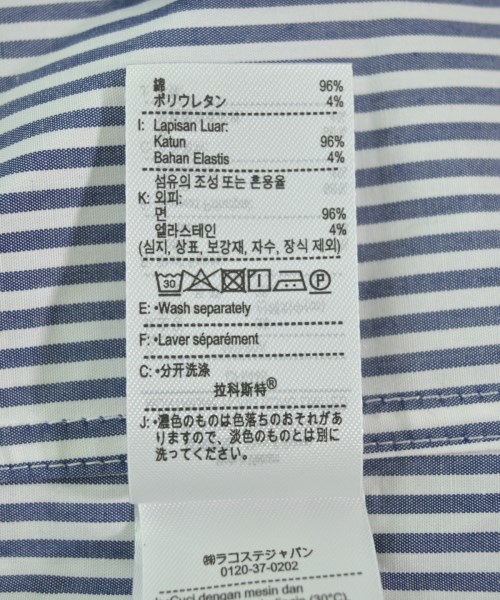 綿 96%
ポリウレタン 4%
I: Lapisan Luar:
Katun 96%
Bahan Elastis 4%
섬유의 조성 또는 혼용율
K: 외피:
면 96%
엘라스테인 4%
(심지, 상표, 보강재, 자수, 장식 제외)
30 P
E: •Wash separately
F: •Laver séparément
C: •分开洗涤
拉科斯特®
J: •濃色のものは色落ちのおそれがあ
りますので、淡色のものとは別に
洗ってください。
㈱ラコステジャパン
0120-37-0202
•Cuci dengan mesin dan
(30°C)